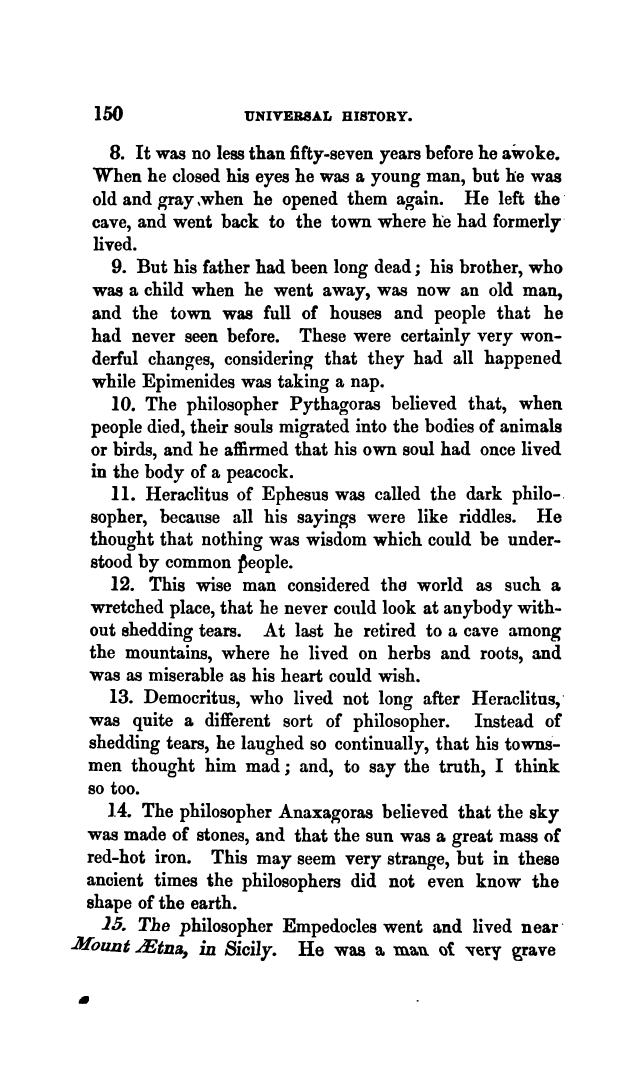 150 UNIVERSAL HISTORY.
8. It was no less than fifty-seven years before he awoke.
When he closed his eyes he was a young man, but he was
old and gray when he opened them again. He left the
cave, and went back to the town where he had formerly
lived.
9. But his father had been long dead; his brother, who
was a child when he went away, was now an old man,
and the town was full of houses and people that he
had never seen before. These were certainly very won-
derful changes, considering that they had all happened
while Epimenides was taking a nap.
10. The philosopher Pythagoras believed that, when
people died, their souls migrated into the bodies of animals
or birds, and he affirmed that his own soul had once lived
in the body of a peacock.
11. Heraclitus of Ephesus was called the dark philo-
sopher, because all his sayings were like riddles. He
thought that nothing was wisdom which could be under-
stood by common people.
12. This wise man considered the world as such a
wretched place, that he never could look at anybody with-
out shedding tears. At last he retired to a cave among
the mountains, where he lived on herbs and roots, and
was as miserable as his heart could wish.
13. Democritus, who lived not long after Heraclitus,
was quite a different sort of philosopher. Instead of
shedding tears, he laughed so continually, that his towns-
men thought him mad; and, to say the truth, I think
so too.
14. The philosopher Anaxagoras believed that the sky
was made of stones, and that the sun was a great mass of
red-hot iron. This may seem very strange, but in these
ancient times the philosophers did not even know the
shape of the earth.
15. The philosopher Empedocles went and lived near
Mount Ætna, in Sicily. He was a man of very grave